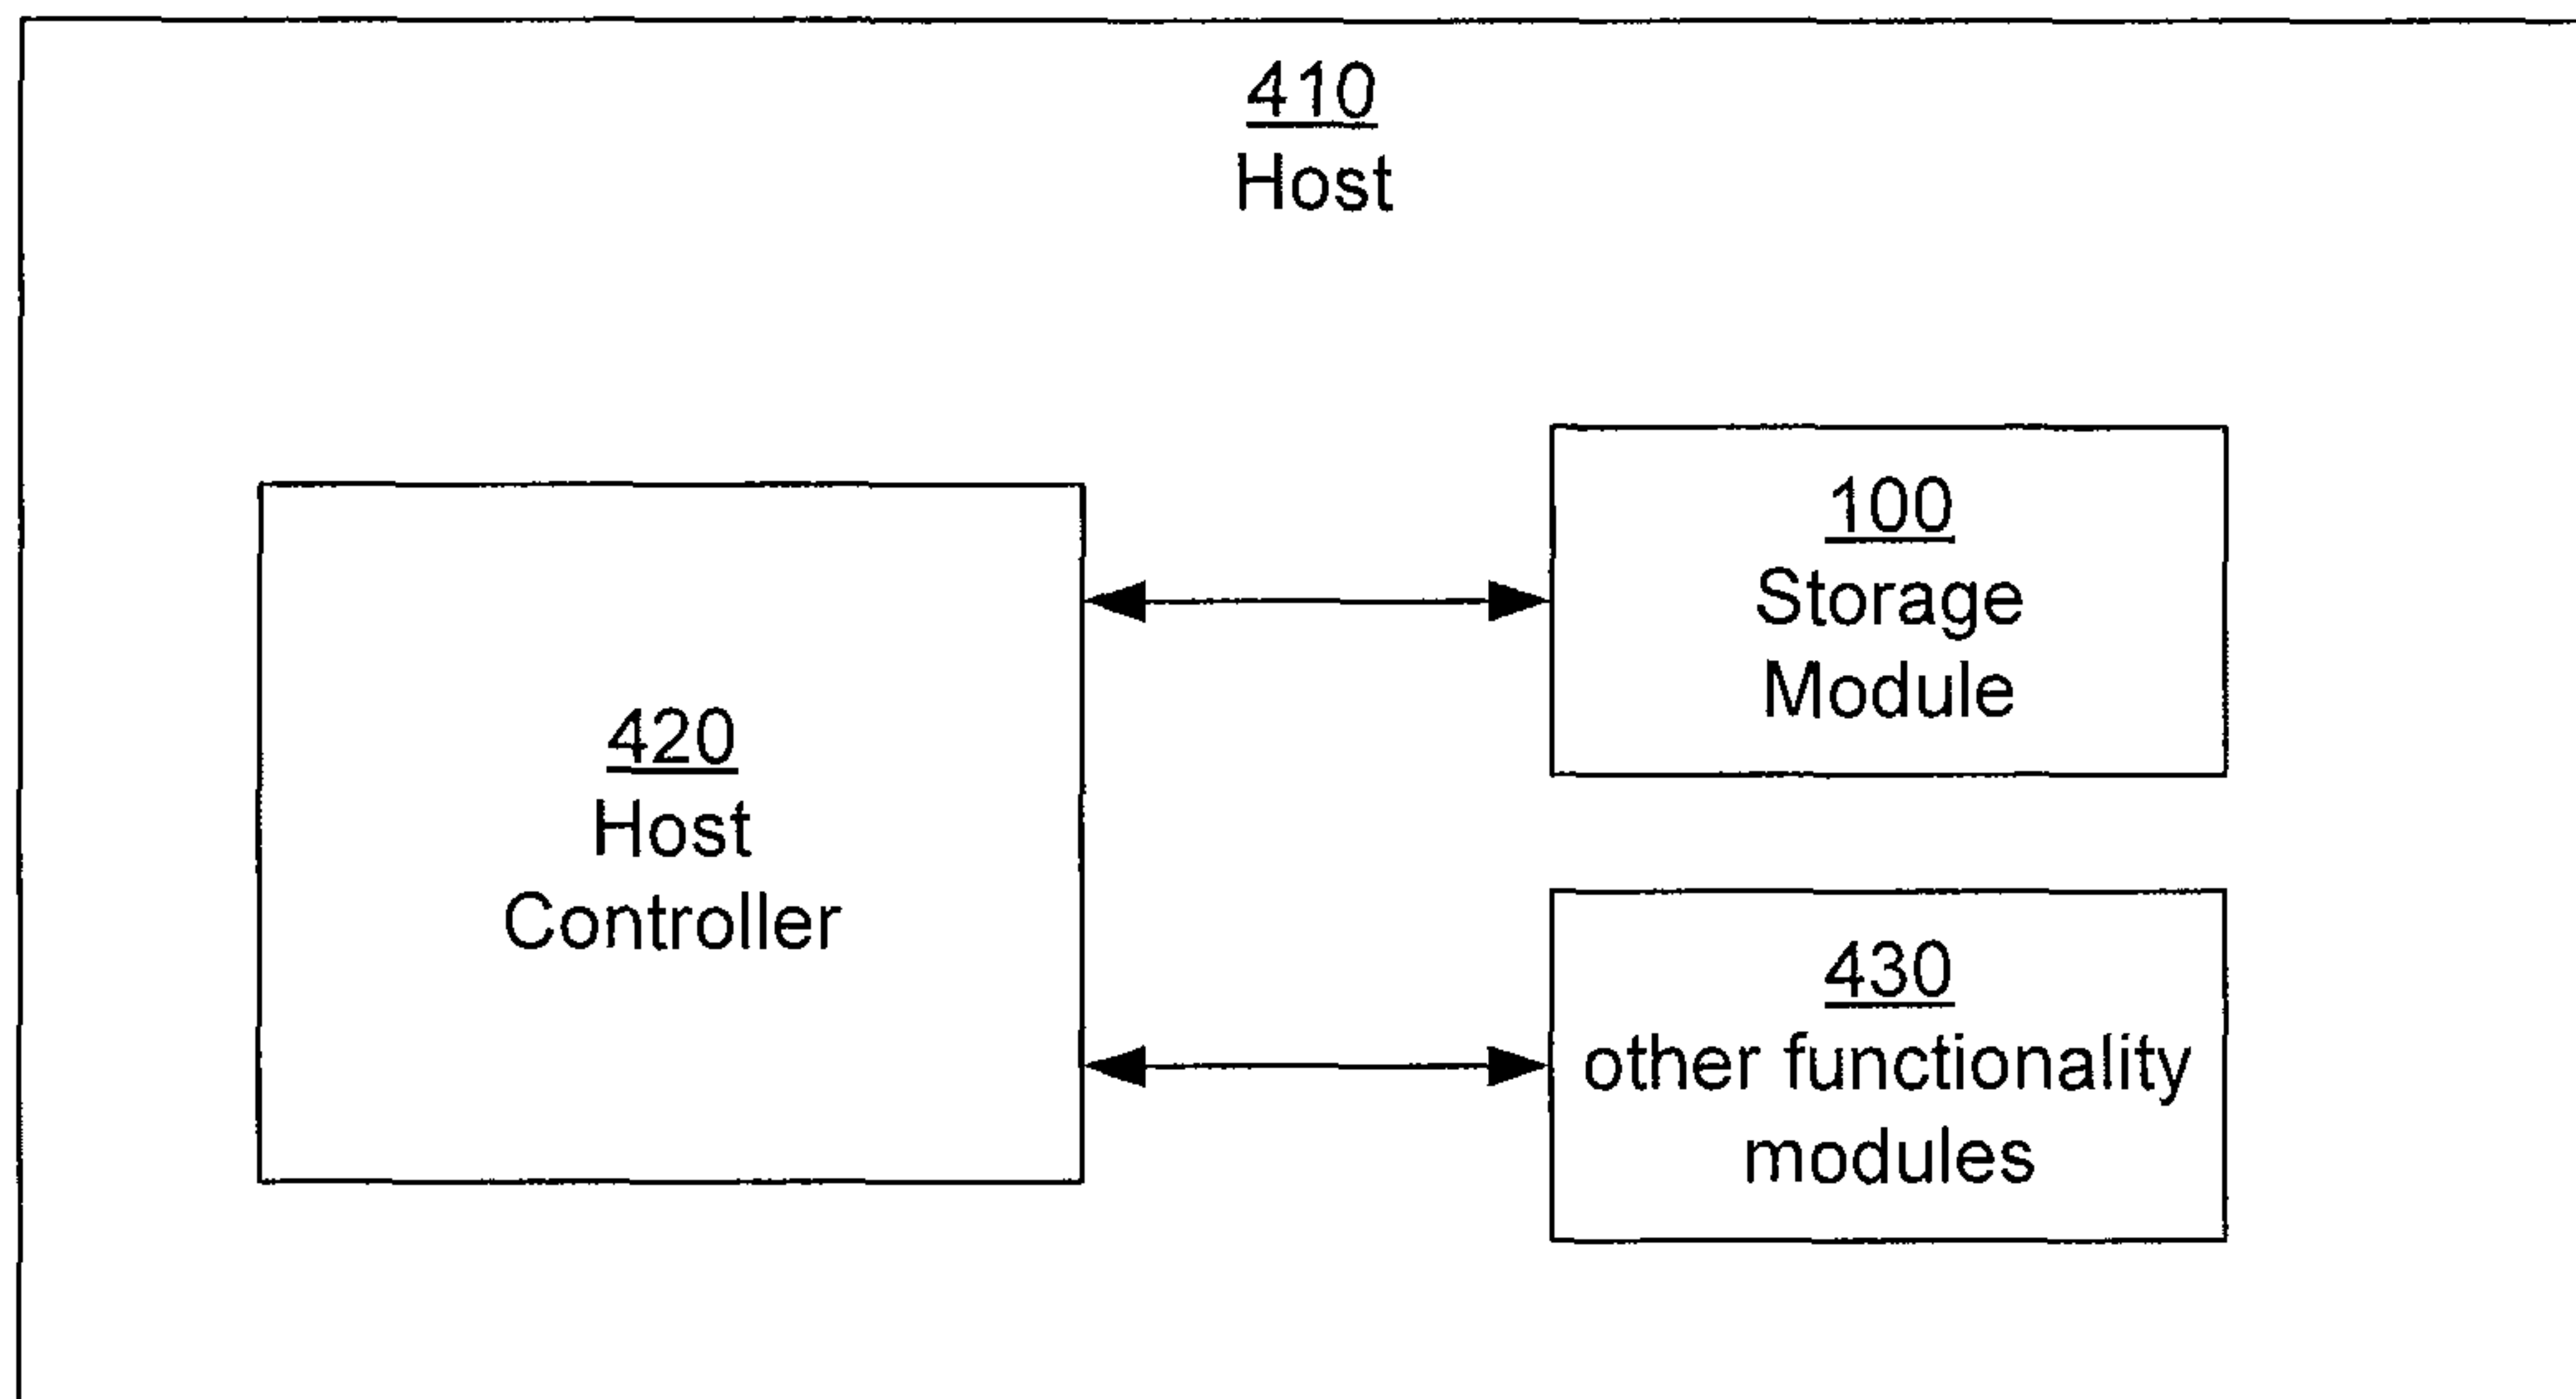 410
Host
100
Storage
Module
420
Host
Controller
430
other functionality
modules